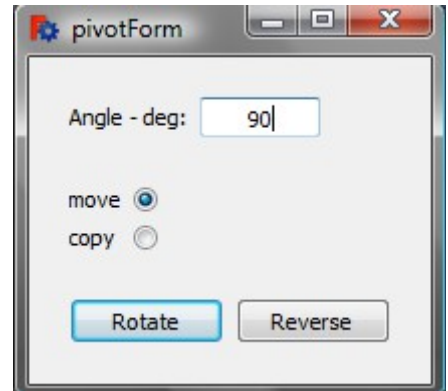 pivotForm
Angle - deg: 90
move
copy
Rotate Reverse